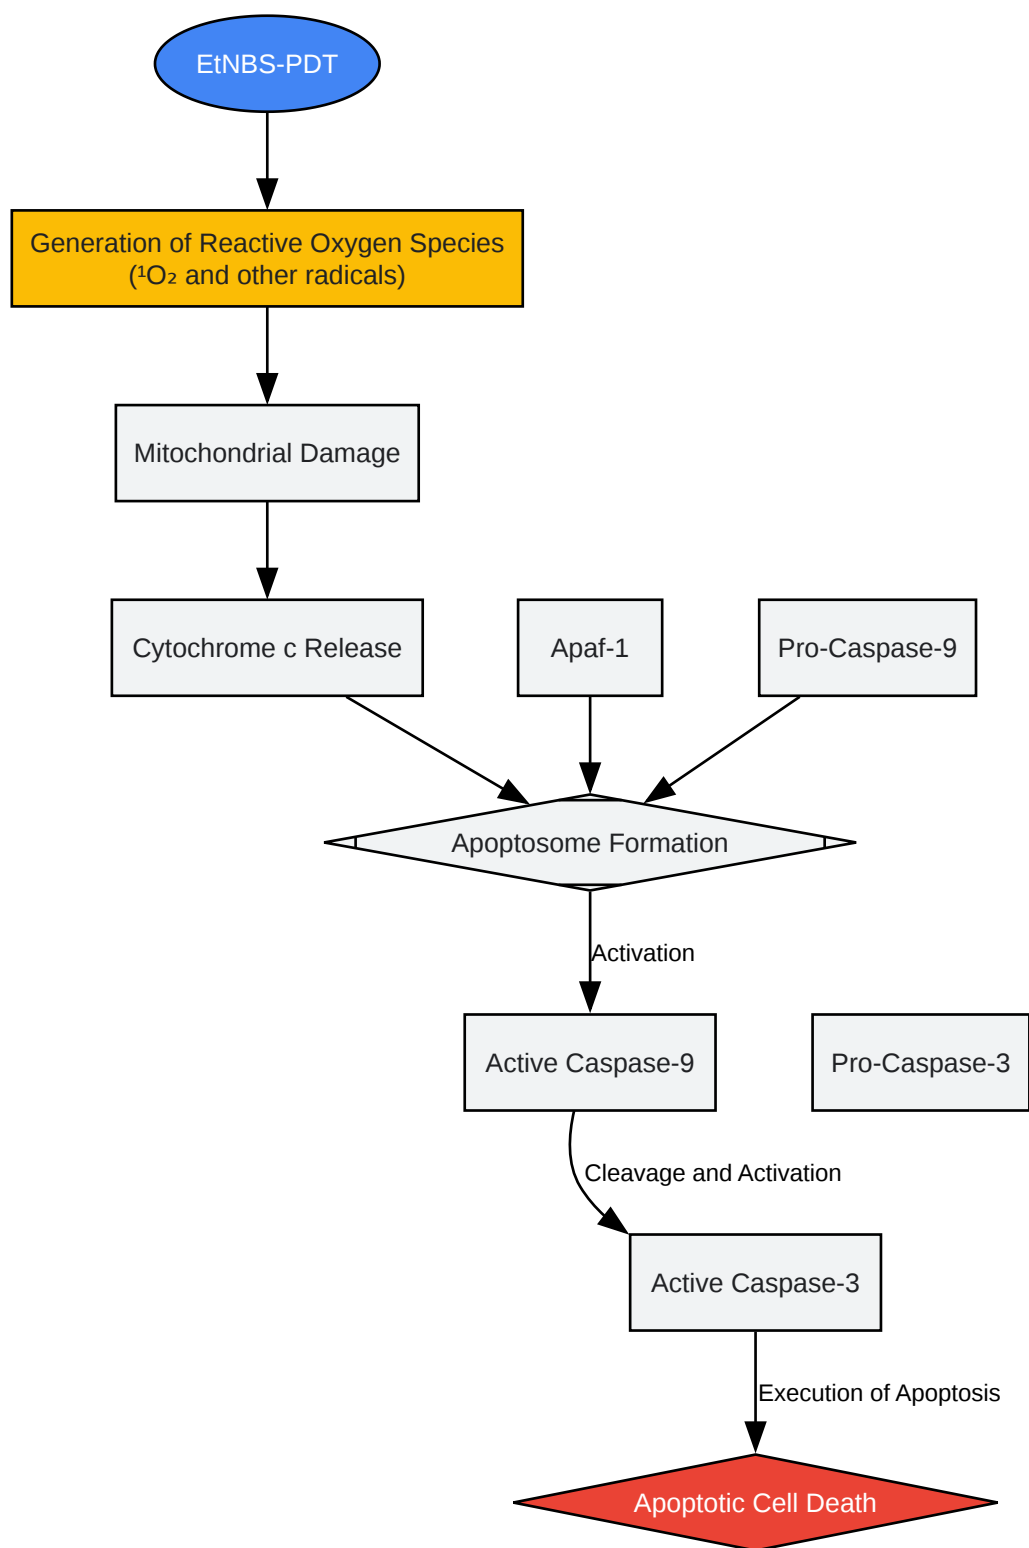 EtNBS-PDT
Generation of Reactive Oxygen Species
(¹O₂ and other radicals)
Mitochondrial Damage
Cytochrome c Release
Apaf-1
Pro-Caspase-9
Apoptosome Formation
Activation
Active Caspase-9
Pro-Caspase-3
Cleavage and Activation
Active Caspase-3
Execution of Apoptosis
Apoptotic Cell Death